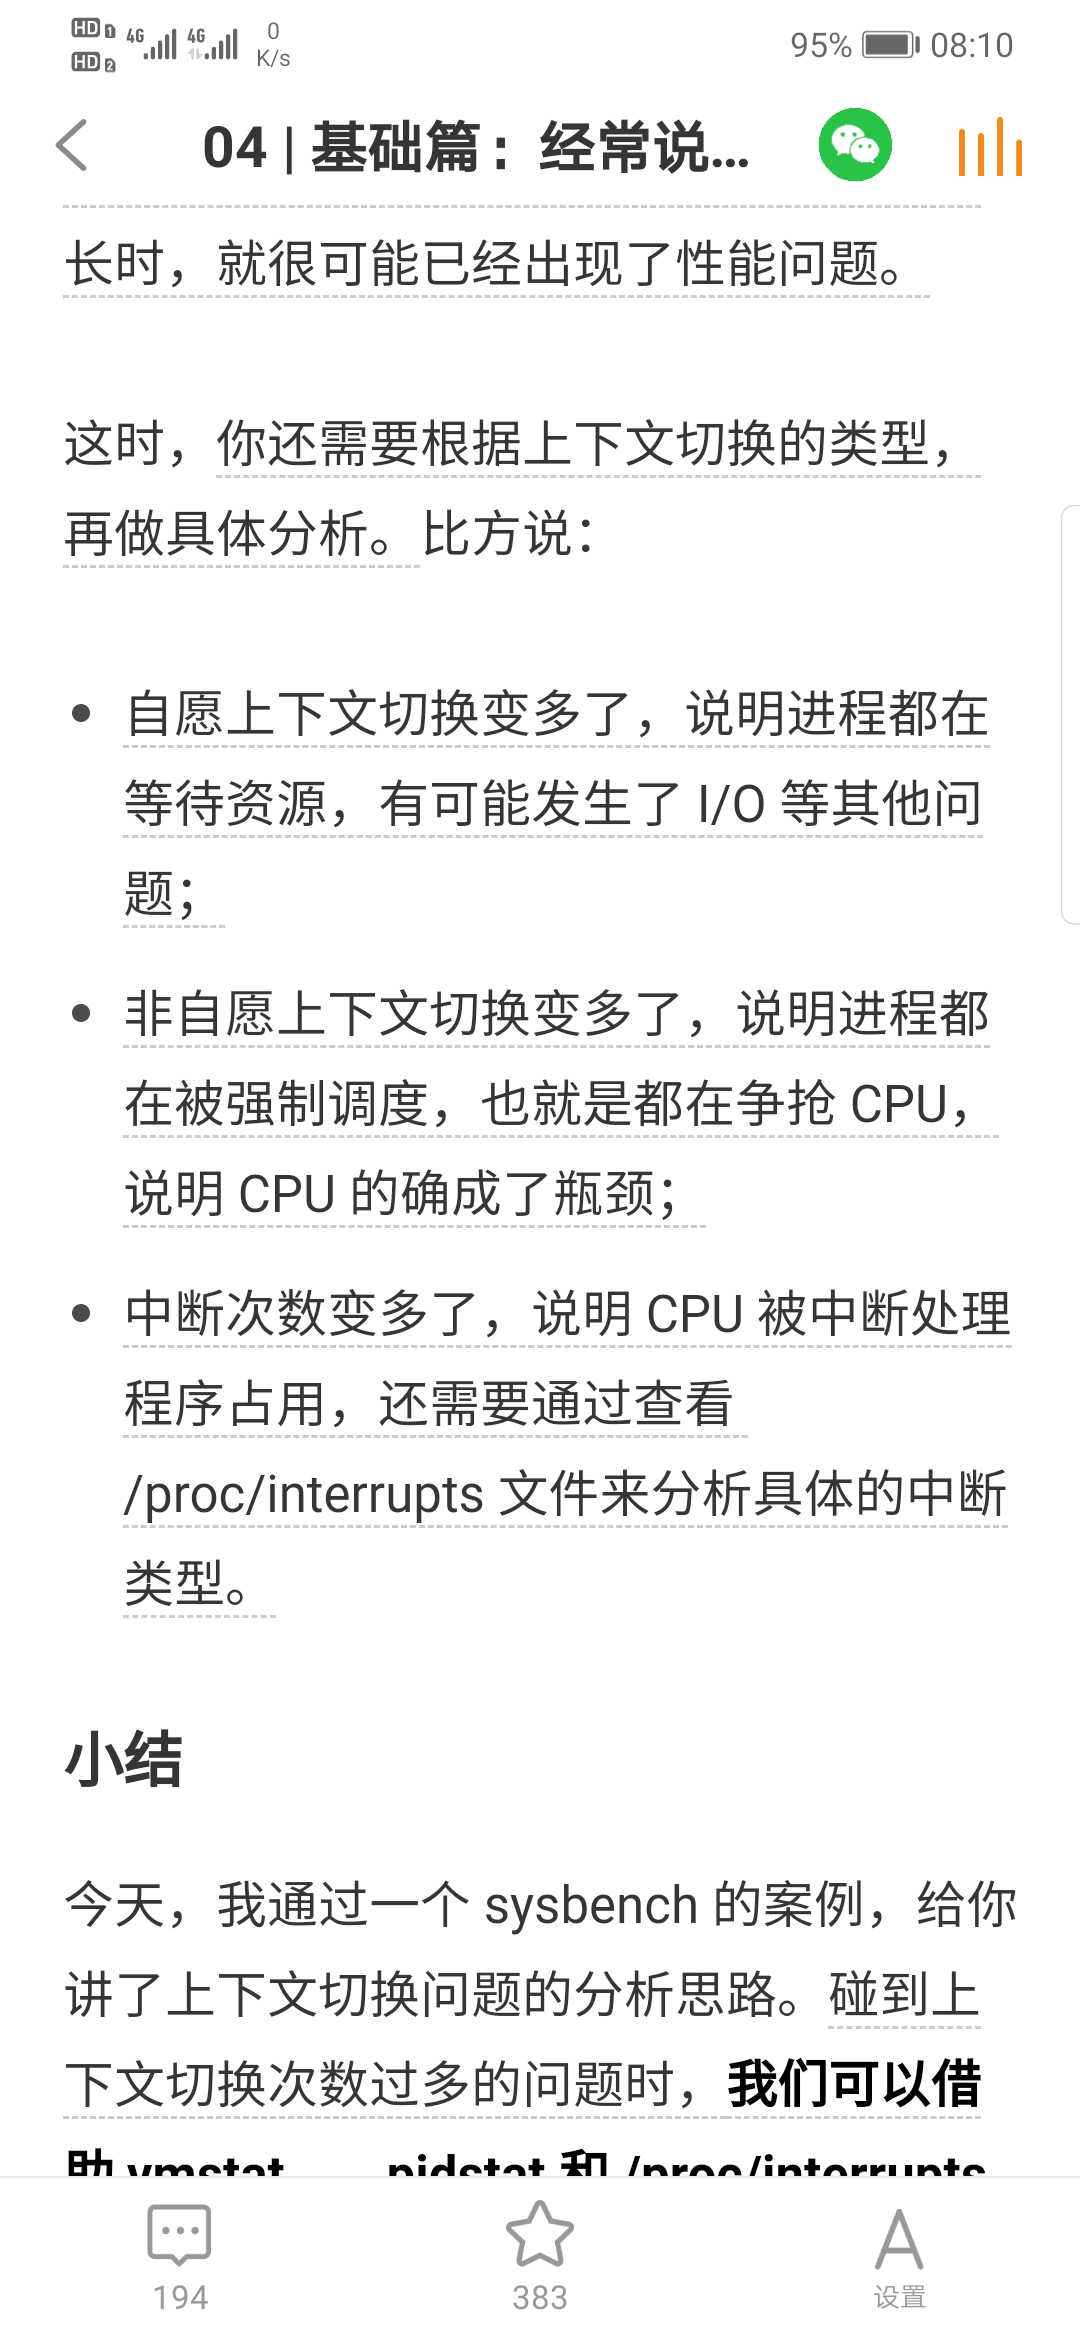 HD 1 4G 4G 0
HD 2 K/s
95% 08:10
04 | 基础篇：经常说...
长时，就很可能已经出现了性能问题。
这时，你还需要根据上下文切换的类型，
再做具体分析。比方说：
自愿上下文切换变多了，说明进程都在
等待资源，有可能发生了 I/O 等其他问
题；
非自愿上下文切换变多了，说明进程都
在被强制调度，也就是都在争抢 CPU，
说明 CPU 的确成了瓶颈；
中断次数变多了，说明 CPU 被中断处理
程序占用，还需要通过查看
/proc/interrupts 文件来分析具体的中断
类型。
小结
今天，我通过一个 sysbench 的案例，给你
讲了上下文切换问题的分析思路。碰到上
下文切换次数过多的问题时，我们可以借
助 vmstat 、 pidstat 和 /proc/interrupts
194
383
设置